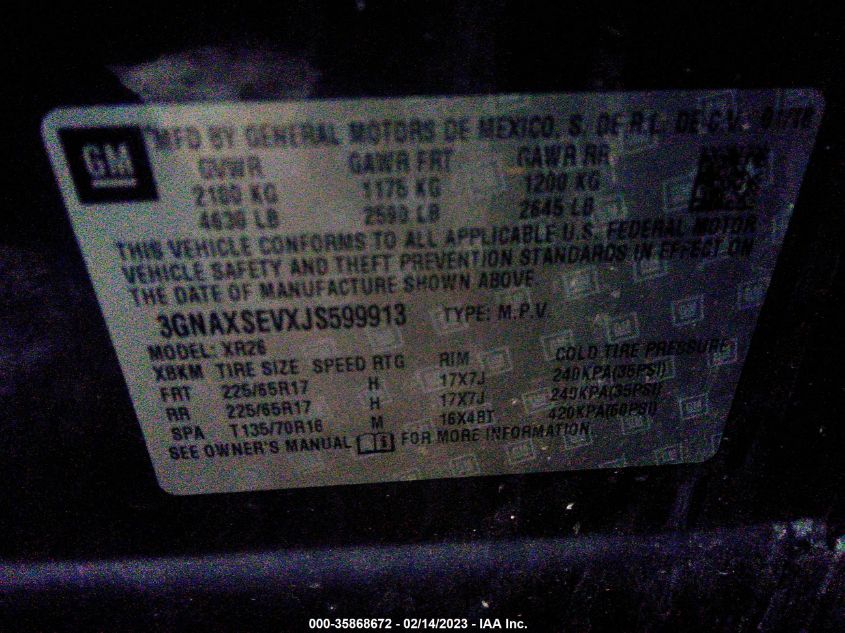 GM
MFD BY GENERAL MOTORS DE MEXICO, S. DE R.L. DE C.V. 01/18
GVWR GAWR FRT GAWR RR
2100 KG 1175 KG 1200 KG
4630 LB 2590 LB 2645 LB
THIS VEHICLE CONFORMS TO ALL APPLICABLE U.S. FEDERAL MOTOR
VEHICLE SAFETY AND THEFT PREVENTION STANDARDS IN EFFECT ON
THE DATE OF MANUFACTURE SHOWN ABOVE.
3GNAXSEVXJS599913 TYPE: M.P.V.
MODEL: XR26
XBKM TIRE SIZE SPEED RTG RIM COLD TIRE PRESSURE
FRT 225/65R17 H 17X7J 240KPA(35PSI)
RR 225/65R17 H 17X7J 240KPA(35PSI)
SPA T135/70R16 M 16X4BT 420KPA(60PSI)
SEE OWNER'S MANUAL FOR MORE INFORMATION.
000-35868672 - 02/14/2023 - IAA Inc.